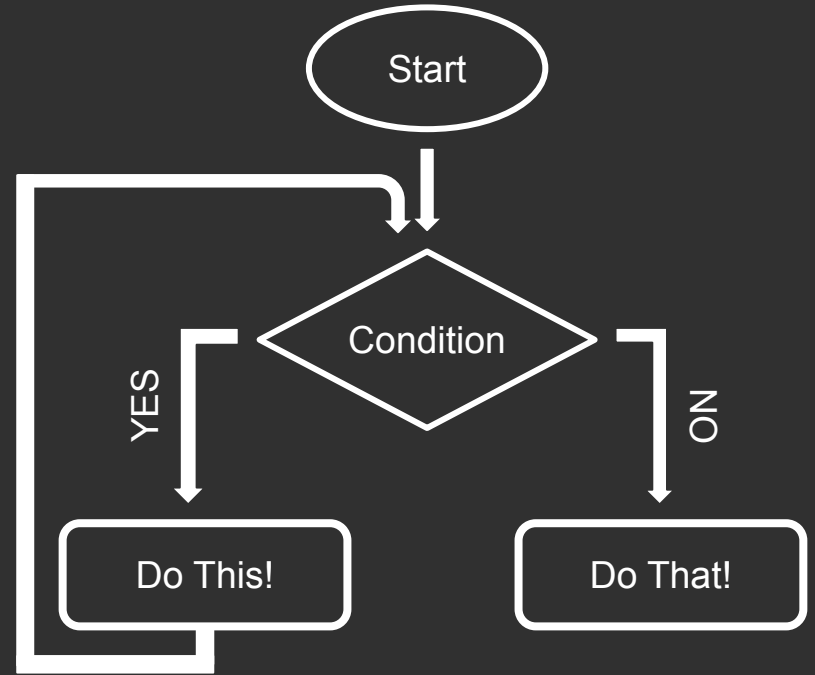 Start
Condition
YES
NO
Do This!
Do That!